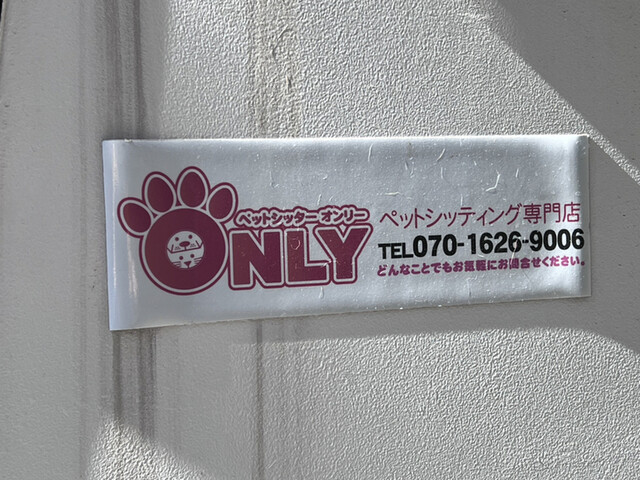 ペットシッター オンリー
ONLY
ペットシッティング専門店
TEL070-1626-9006
どんなことでもお気軽にお問合せください。